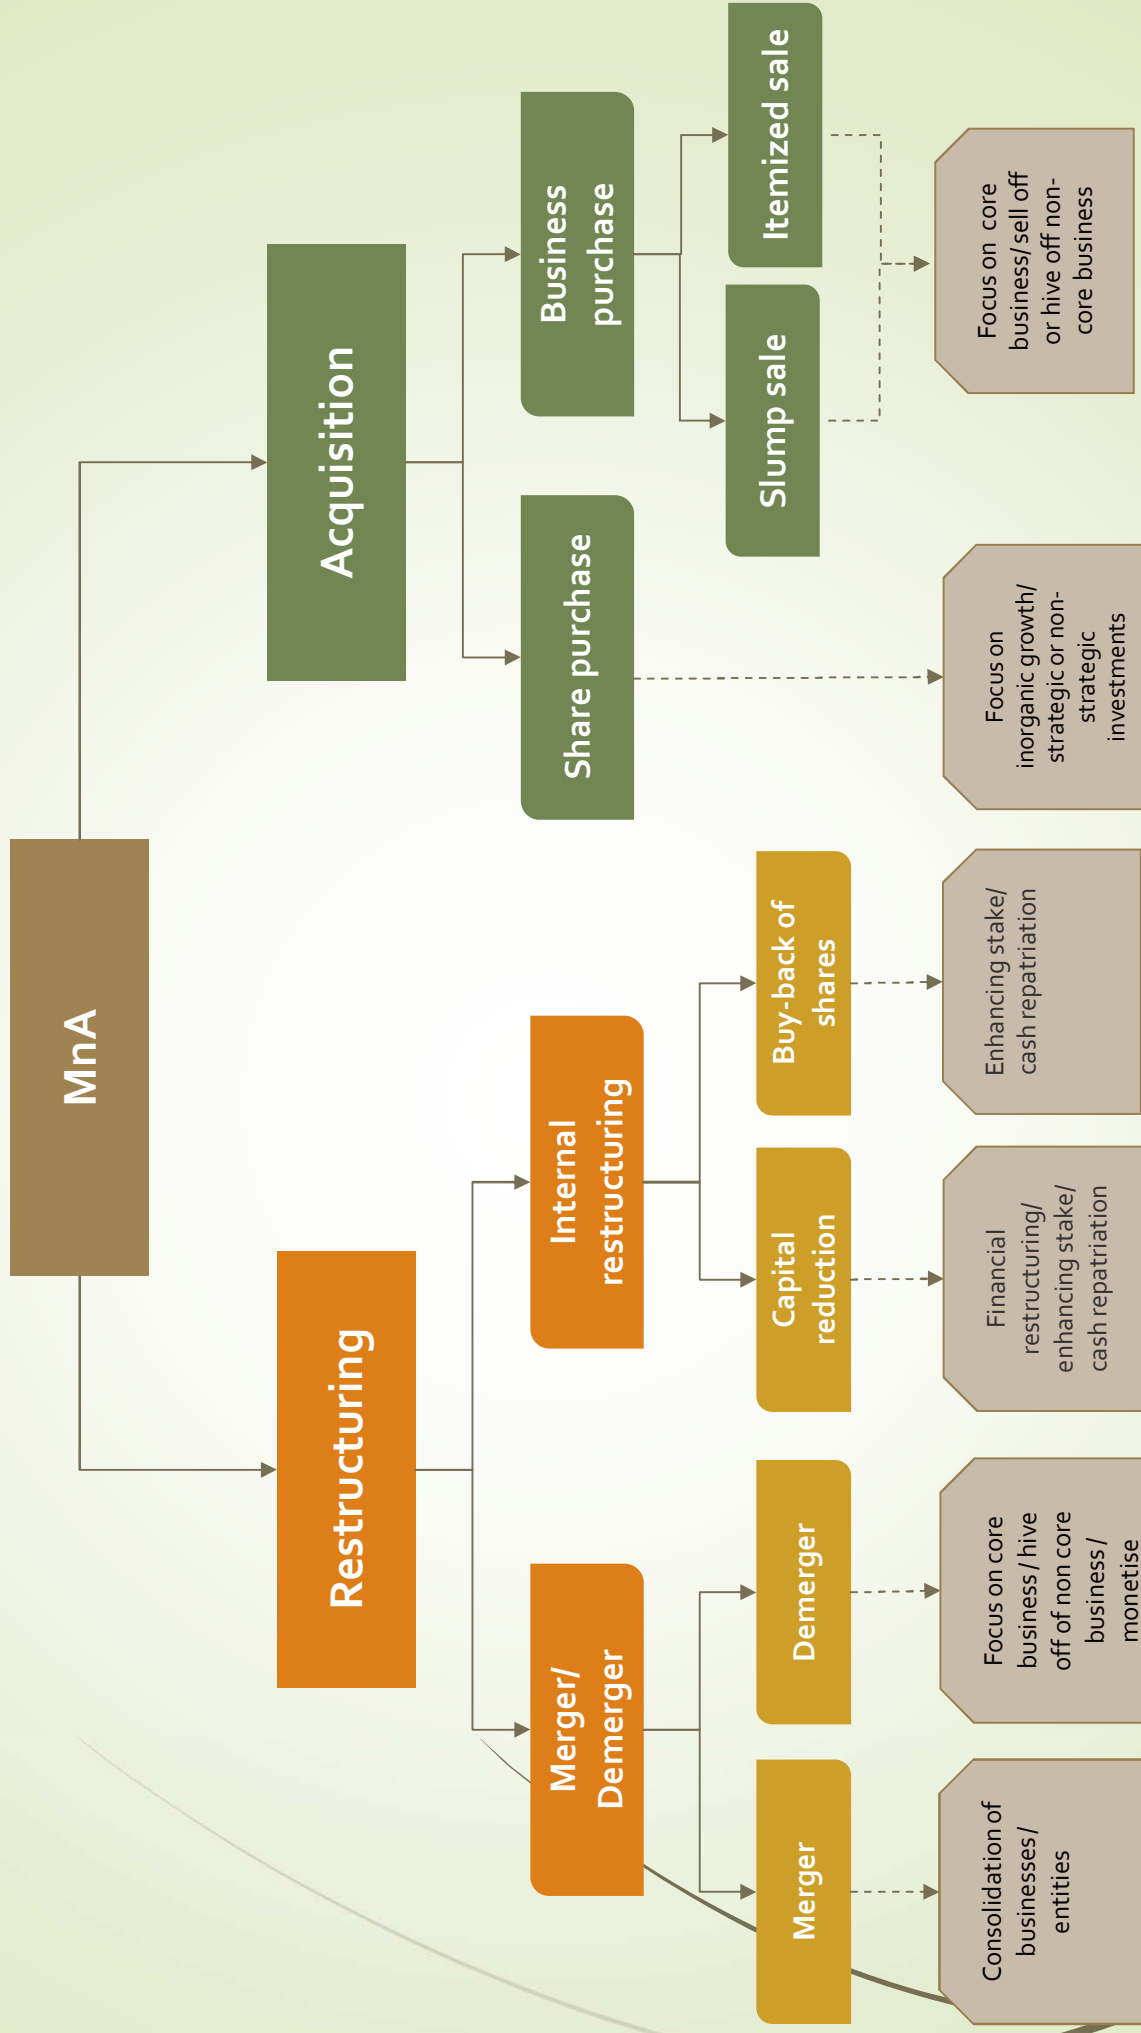 MnA
Restructuring
Acquisition
Merger/
Demerger
Internal
restructuring
Share purchase
Business
purchase
Merger
Demerger
Capital
reduction
Buy-back of
shares
Slump sale
Itemized sale
Consolidation of
businesses/
entities
Focus on core
business / hive
off of non core
business /
monetise
Financial
restructuring/
enhancing stake/
cash repatriation
Enhancing stake/
cash repatriation
Focus on
inorganic growth/
strategic or non-
strategic
investments
Focus on core
business/ sell off
or hive off non-
core business